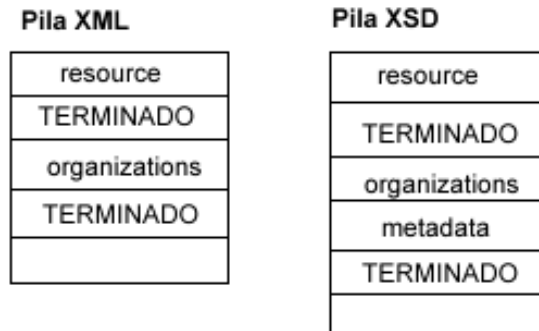 Pila XML
resource
TERMINADO
organizations
TERMINADO
Pila XSD
resource
TERMINADO
organizations
metadata
TERMINADO